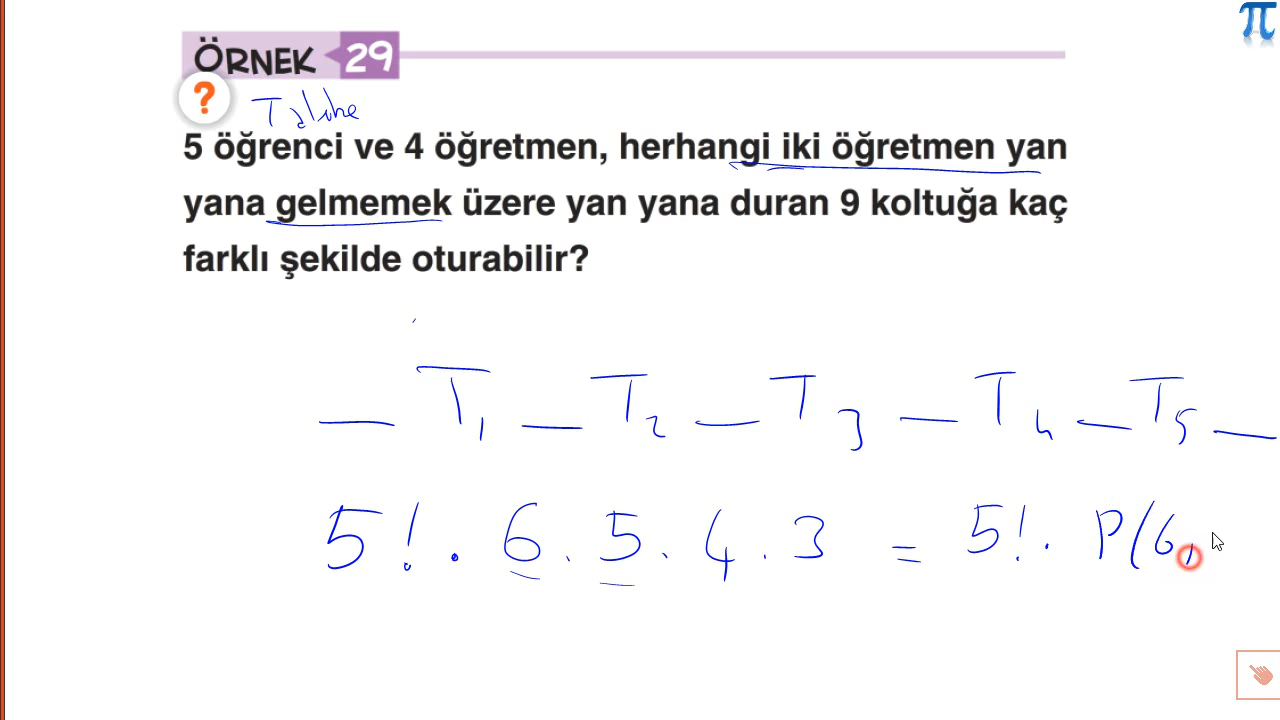 π
ÖRNEK 29
?
Talebe
5 öğrenci ve 4 öğretmen, herhangi iki öğretmen yan
yana gelmemek üzere yan yana duran 9 koltuğa kaç
farklı şekilde oturabilir?
_ T₁ _ T₂ _ T₃ _ T₄ _ T₅ _
5! . 6 . 5 . 4 . 3 = 5! . P(6,